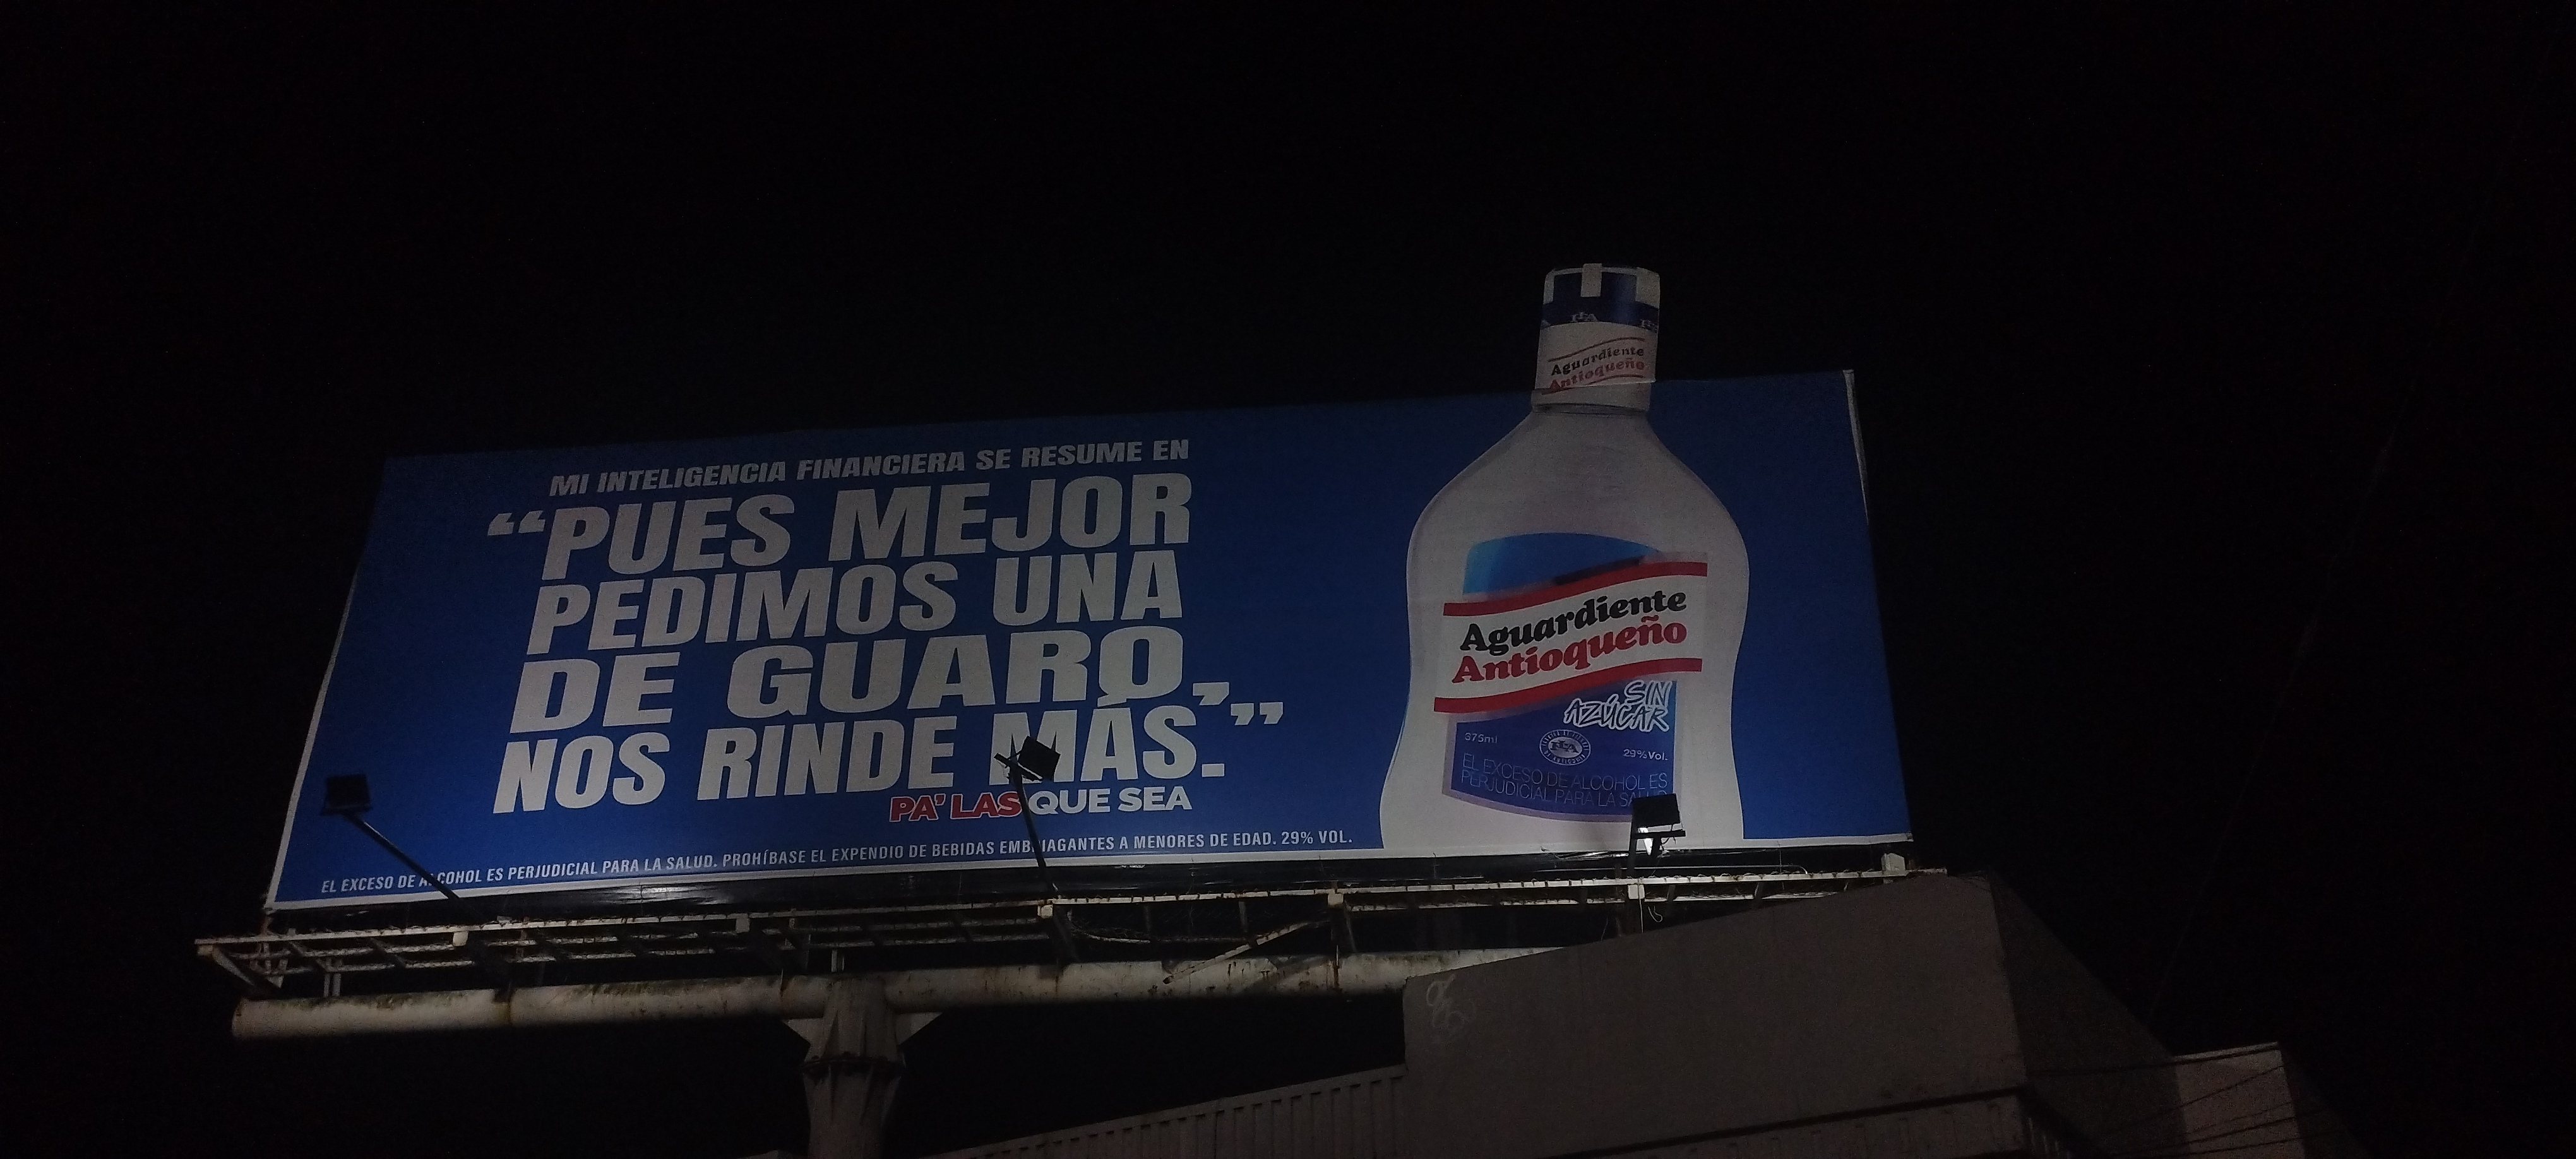 MI INTELIGENCIA FINANCIERA SE RESUME EN
“PUES MEJOR
PEDIMOS UNA
DE GUARO,
NOS RINDE MÁS.”
PA' LAS QUE SEA
EL EXCESO DE ALCOHOL ES PERJUDICIAL PARA LA SALUD. PROHÍBASE EL EXPENDIO DE BEBIDAS EMBRIAGANTES A MENORES DE EDAD. 29% VOL.
Aguardiente
Antioqueño
Aguardiente
Antioqueño
SIN
AZÚCAR
375ml
29%Vol.
EL EXCESO DE ALCOHOL ES
PERJUDICIAL PARA LA SALUD